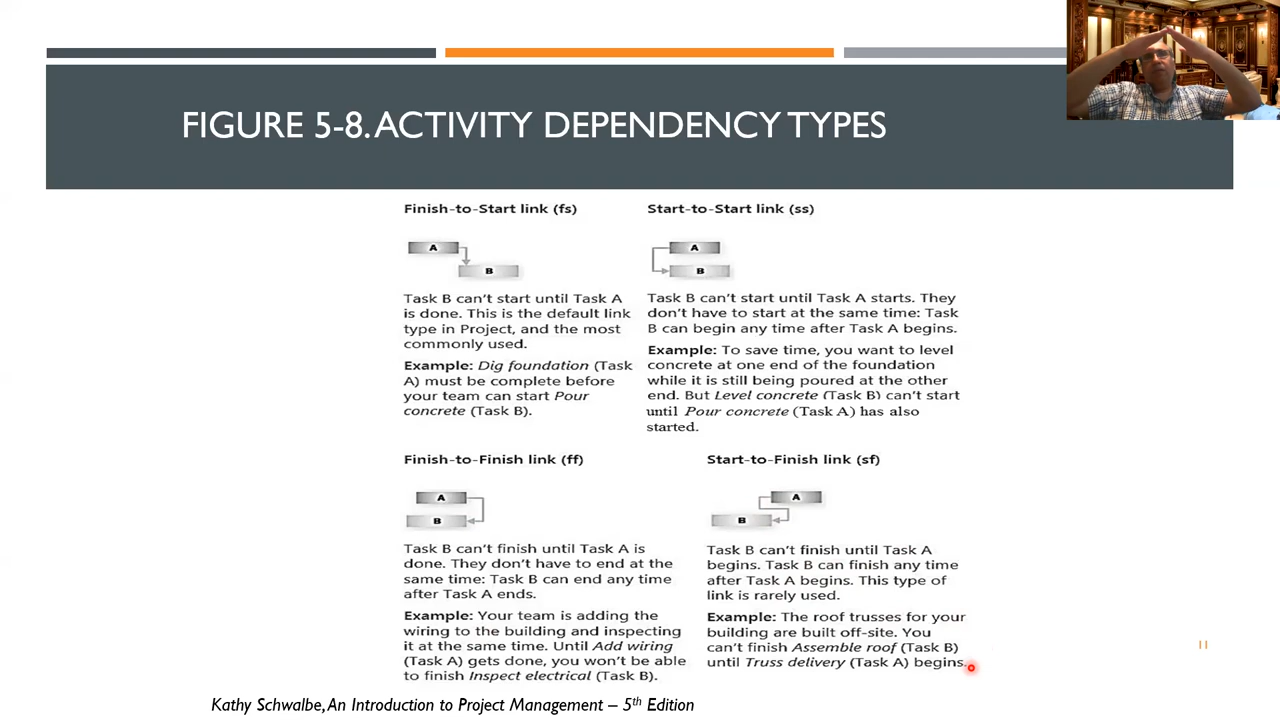 FIGURE 5-8. ACTIVITY DEPENDENCY TYPES
Finish-to-Start link (fs)
A
B
Task B can't start until Task A
is done. This is the default link
type in Project, and the most
commonly used.
Example: Dig foundation (Task
A) must be complete before
your team can start Pour
concrete (Task B).
Start-to-Start link (ss)
A
B
Task B can't start until Task A starts. They
don't have to start at the same time: Task
B can begin any time after Task A begins.
Example: To save time, you want to level
concrete at one end of the foundation
while it is still being poured at the other
end. But Level concrete (Task B) can't start
until Pour concrete (Task A) has also
started.
Finish-to-Finish link (ff)
A
B
Task B can't finish until Task A is
done. They don't have to end at the
same time: Task B can end any time
after Task A ends.
Example: Your team is adding the
wiring to the building and inspecting
it at the same time. Until Add wiring
(Task A) gets done, you won't be able
to finish Inspect electrical (Task B).
Start-to-Finish link (sf)
A
B
Task B can't finish until Task A
begins. Task B can finish any time
after Task A begins. This type of
link is rarely used.
Example: The roof trusses for your
building are built off-site. You
can't finish Assemble roof (Task B)
until Truss delivery (Task A) begins.
11
Kathy Schwalbe, An Introduction to Project Management – 5th Edition